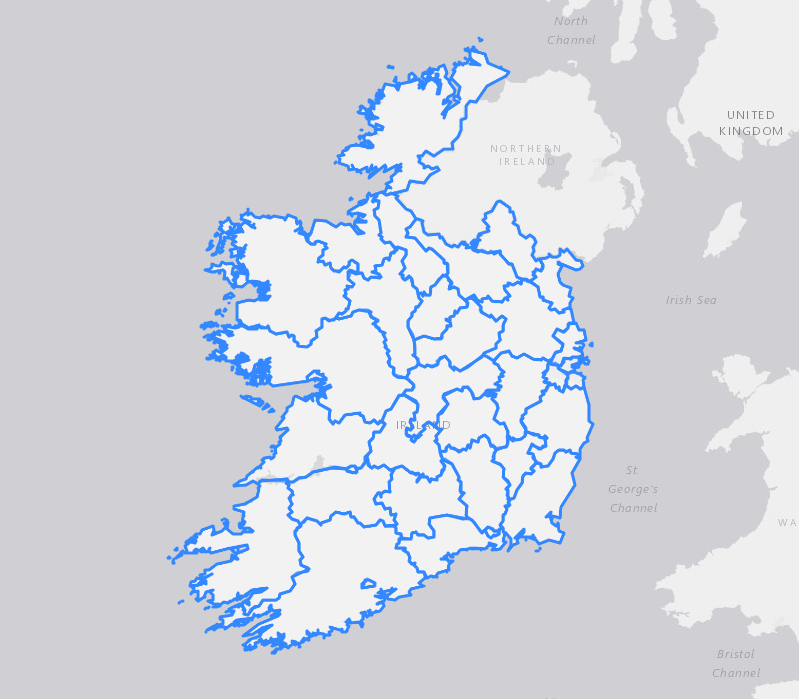 North
Channel
UNITED
KINGDOM
NORTHERN
IRELAND
Irish Sea
IRELAND
St
George's
Channel
WA
Bristol
Channel